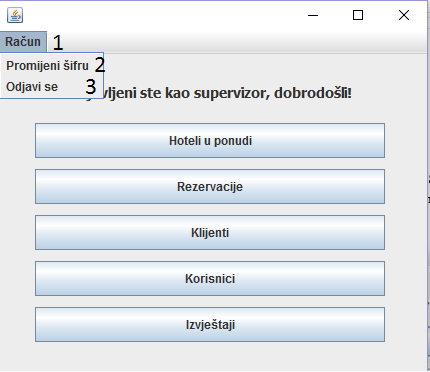 Račun 1
Promijeni šifru 2
Odjavi se 3
vljeni ste kao supervizor, dobrodošli!
Hoteli u ponudi
Rezervacije
Klijenti
Korisnici
Izvještaji